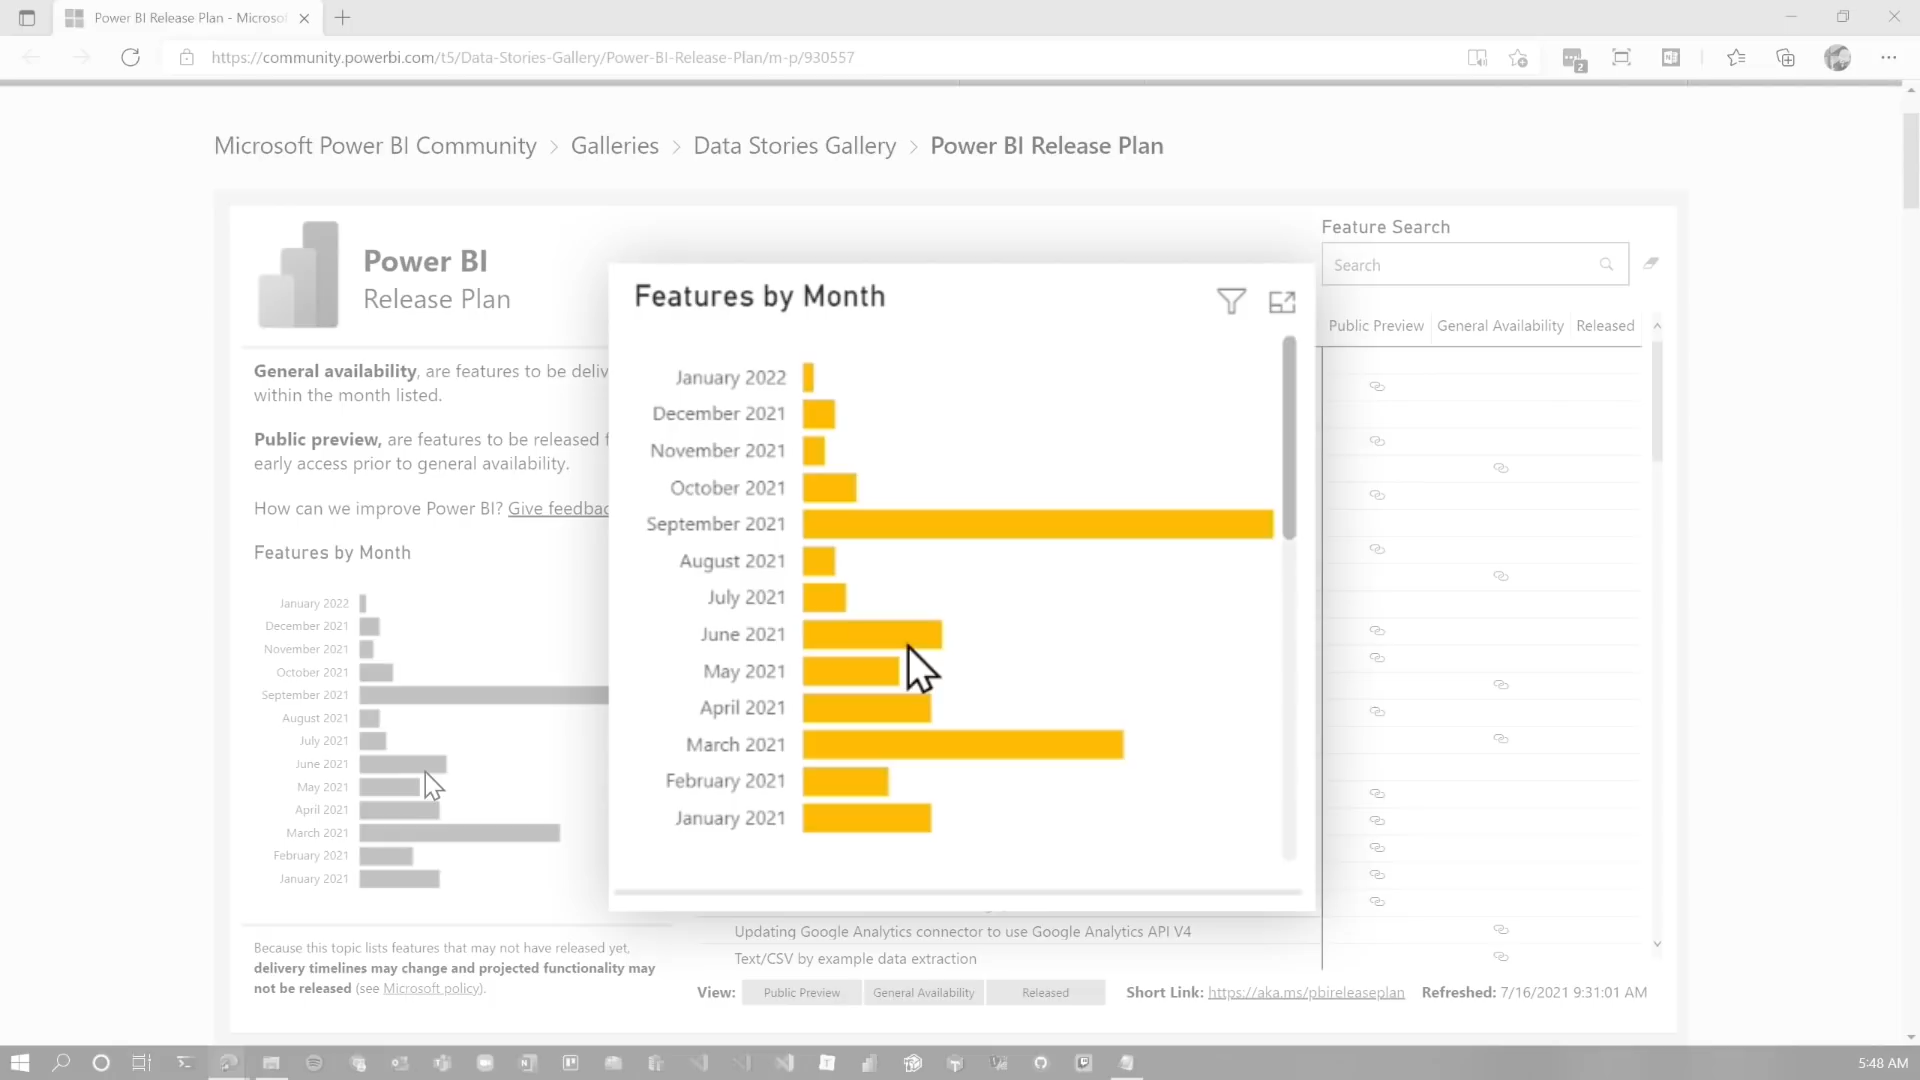 Power BI Release Plan - Microsof
https://community.powerbi.com/t5/Data-Stories-Gallery/Power-BI-Release-Plan/m-p/930557
2
Microsoft Power BI Community > Galleries > Data Stories Gallery > Power BI Release Plan
Power BI
Release Plan
General availability, are features to be deliv
within the month listed.
Public preview, are features to be released f
early access prior to general availability.
How can we improve Power BI? Give feedbac
Features by Month
January 2022
December 2021
November 2021
October 2021
September 2021
August 2021
July 2021
June 2021
May 2021
April 2021
March 2021
February 2021
January 2021
Because this topic lists features that may not have released yet,
delivery timelines may change and projected functionality may
not be released (see Microsoft policy).
Features by Month
January 2022
December 2021
November 2021
October 2021
September 2021
August 2021
July 2021
June 2021
May 2021
April 2021
March 2021
February 2021
January 2021
Feature Search
Search
Public Preview General Availability Released
Updating Google Analytics connector to use Google Analytics API V4
Text/CSV by example data extraction
View: Public Preview General Availability Released Short Link: https://aka.ms/pbireleaseplan Refreshed: 7/16/2021 9:31:01 AM
5:48 AM